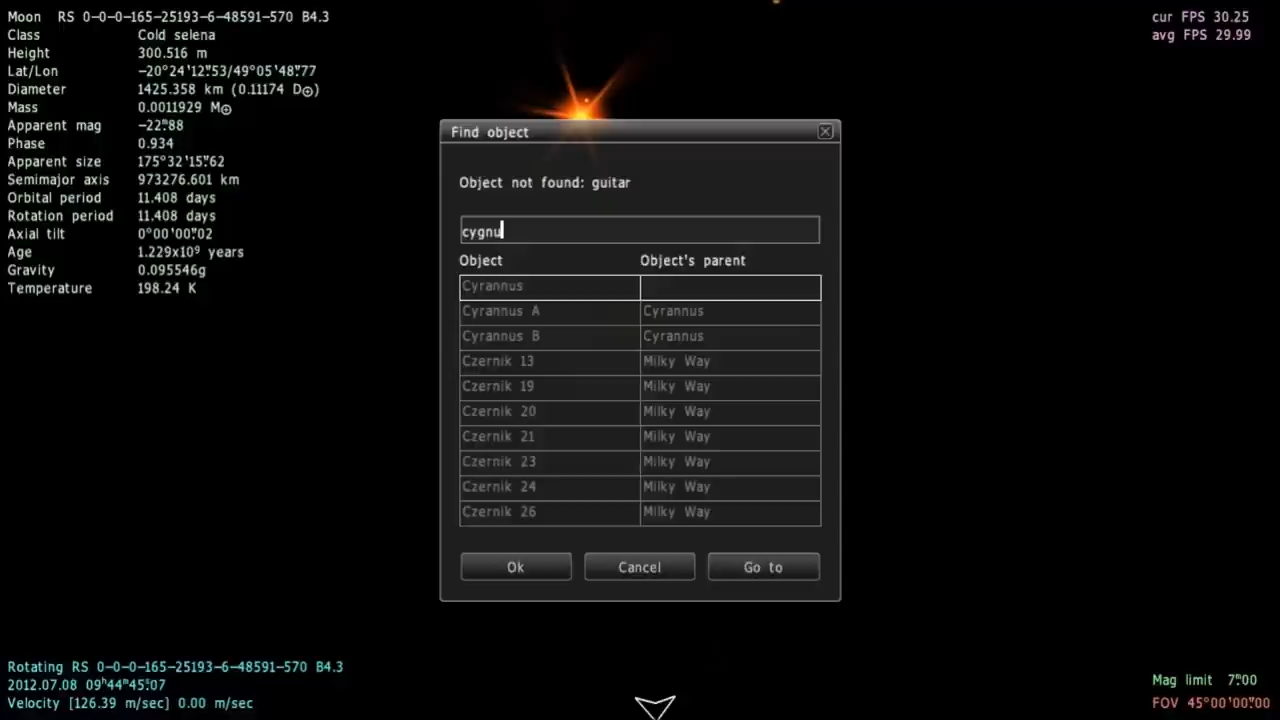 Moon RS 0-0-0-165-25193-6-48591-570 B4.3
Class Cold selena
Height 300.516 m
Lat/Lon -20°24'12"53/49°05'48"77
Diameter 1425.358 km (0.11174 D⊙)
Mass 0.0011929 M⊙
Apparent mag -22m88
Phase 0.934
Apparent size 175°32'15"62
Semimajor axis 973276.601 km
Orbital period 11.408 days
Rotation period 11.408 days
Axial tilt 0°00'00"02
Age 1.229x10⁹ years
Gravity 0.095546g
Temperature 198.24 K
cur FPS 30.25
avg FPS 29.99
Find object
Object not found: guitar
cygnu
Object Object's parent
Cyrannus
Cyrannus A Cyrannus
Cyrannus B Cyrannus
Czernik 13 Milky Way
Czernik 19 Milky Way
Czernik 20 Milky Way
Czernik 21 Milky Way
Czernik 23 Milky Way
Czernik 24 Milky Way
Czernik 26 Milky Way
Ok Cancel Go to
Rotating RS 0-0-0-165-25193-6-48591-570 B4.3
2012.07.08 09h44m45s07
Velocity [126.39 m/sec] 0.00 m/sec
Mag limit 7m00
FOV 45°00'00"00